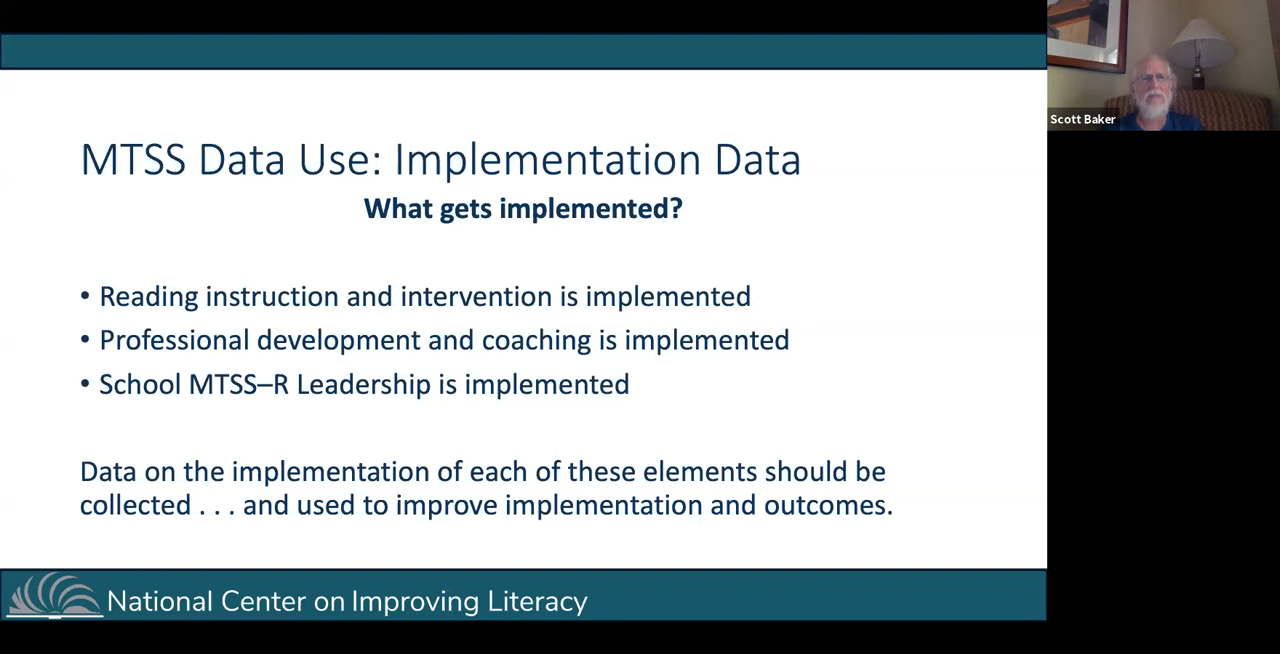 MTSS Data Use: Implementation Data
What gets implemented?
• Reading instruction and intervention is implemented
• Professional development and coaching is implemented
• School MTSS–R Leadership is implemented
Data on the implementation of each of these elements should be
collected . . . and used to improve implementation and outcomes.
National Center on Improving Literacy
Scott Baker